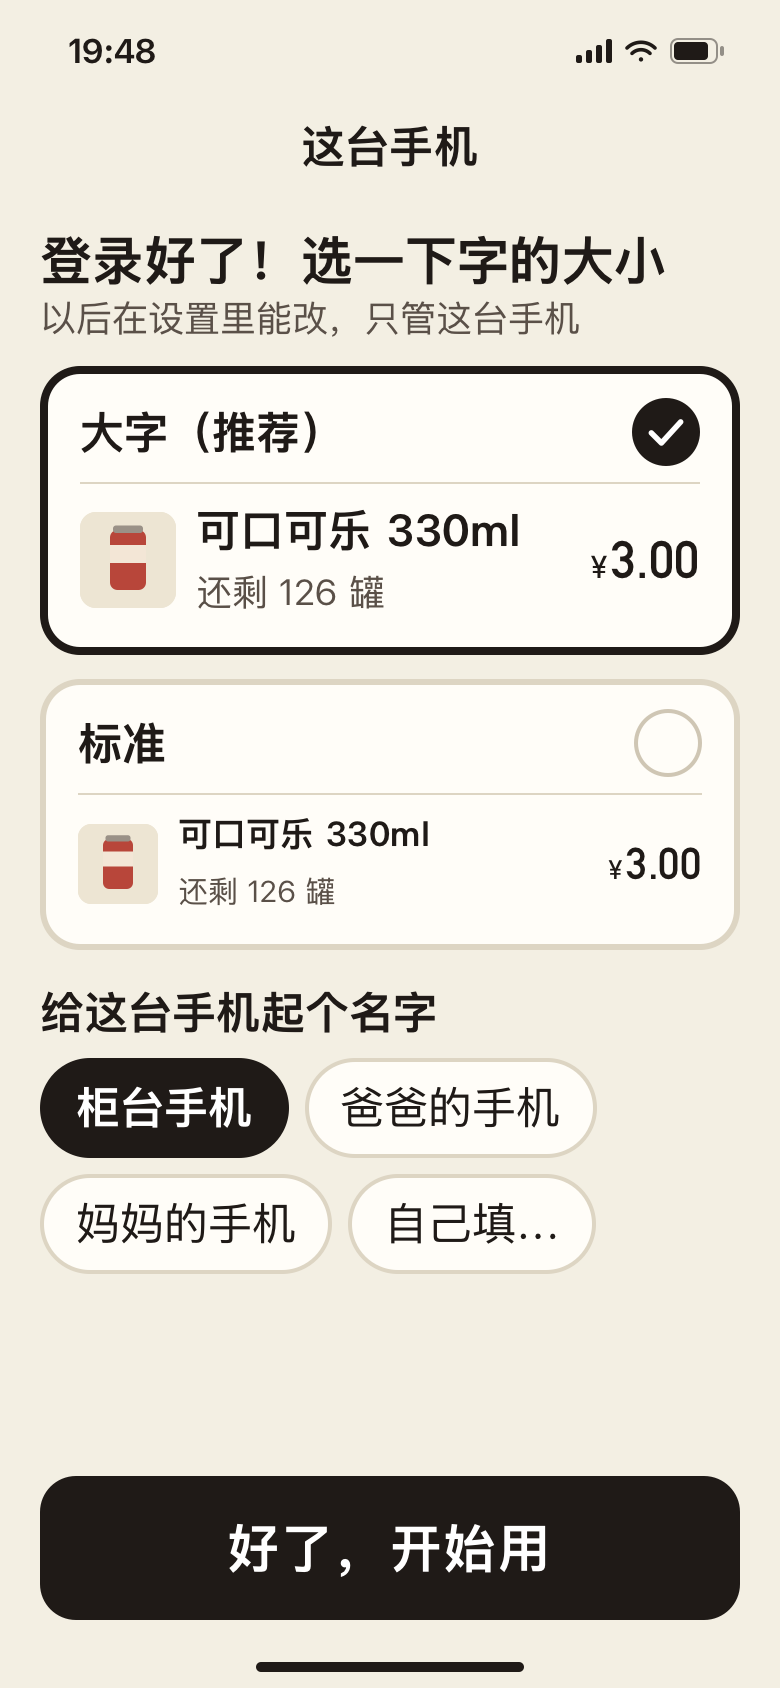 19:48
这台手机
登录好了！选一下字的大小
以后在设置里能改，只管这台手机
大字（推荐）
可口可乐 330ml
¥3.00
还剩 126 罐
标准
可口可乐 330ml
¥3.00
还剩 126 罐
给这台手机起个名字
柜台手机
爸爸的手机
妈妈的手机
自己填…
好了，开始用